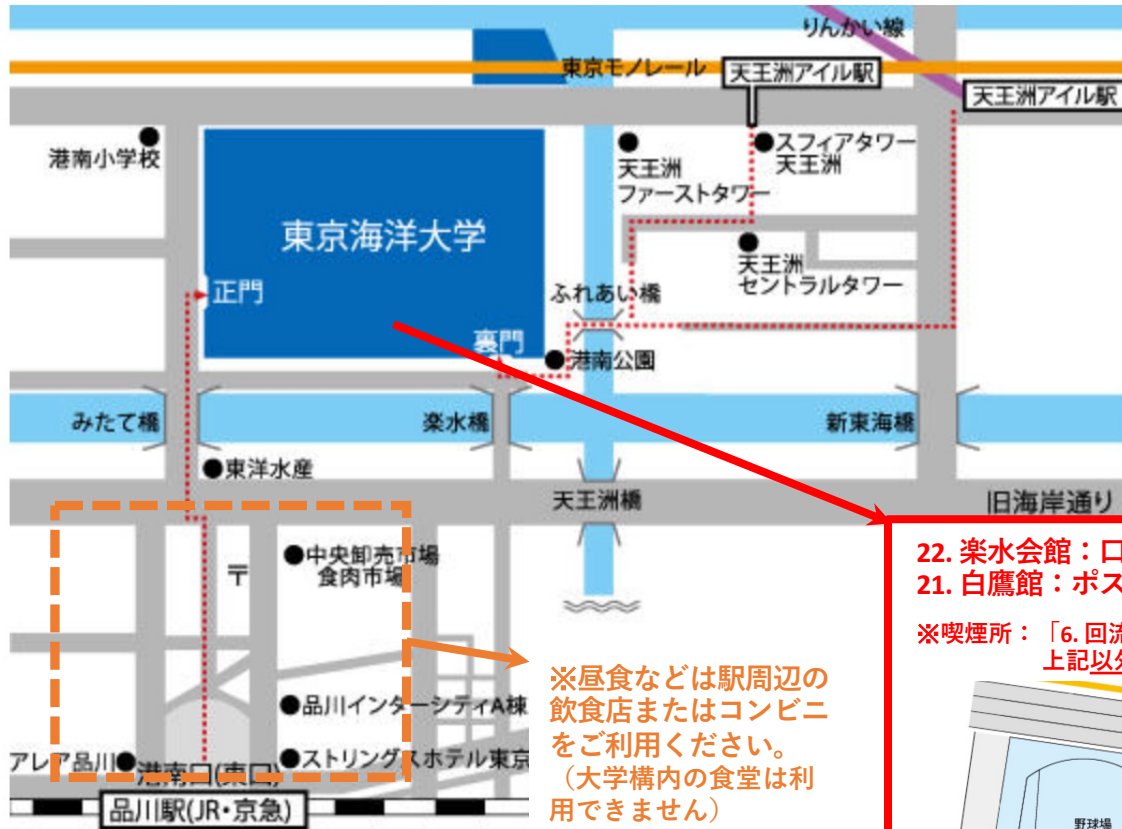 りんかい線
東京モノレール
天王洲アイル駅
天王洲アイル駅
港南小学校
天王洲
ファーストタワー
スフィアタワー
天王洲
東京海洋大学
天王洲
セントラルタワー
正門
ふれあい橋
裏門
港南公園
みたて橋
楽水橋
新東海橋
東洋水産
天王洲橋
旧海岸通り
〒
中央卸売市場
食肉市場
22. 楽水会館：口
21. 白鷹館：ポス
※喫煙所：「6. 回流
上記以外
※昼食などは駅周辺の
飲食店またはコンビニ
をご利用ください。
（大学構内の食堂は利
用できません）
品川インターシティA棟
アレア品川
港南口(東口)
ストリングスホテル東京
品川駅(JR・京急)
野球場